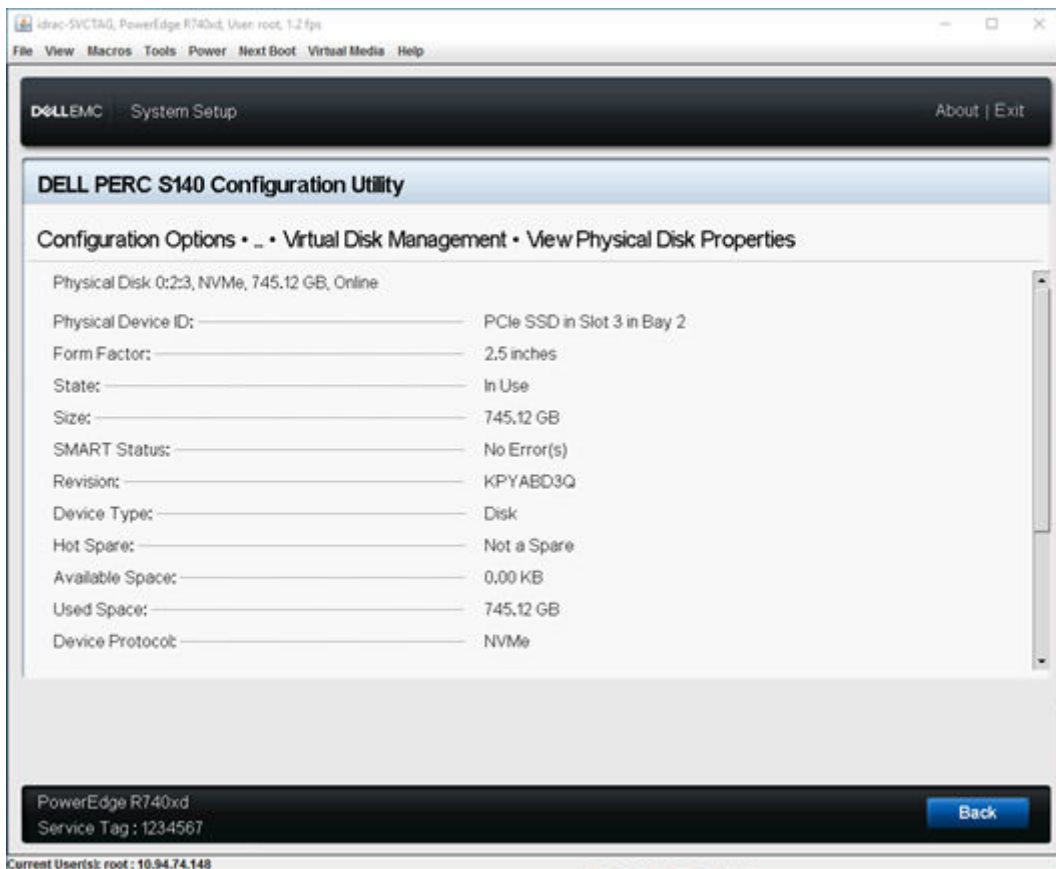 idrac-SVCTAG, PowerEdge R740xd, User: root, 1.2 fps
File View Macros Tools Power Next Boot Virtual Media Help
DELLEMC System Setup About | Exit
DELL PERC S140 Configuration Utility
Configuration Options • ... • Virtual Disk Management • View Physical Disk Properties
Physical Disk 0:2:3, NVMe, 745.12 GB, Online
Physical Device ID: PCIe SSD in Slot 3 in Bay 2
Form Factor: 2.5 inches
State: In Use
Size: 745.12 GB
SMART Status: No Error(s)
Revision: KPYABD3Q
Device Type: Disk
Hot Spare: Not a Spare
Available Space: 0.00 KB
Used Space: 745.12 GB
Device Protocol: NVMe
PowerEdge R740xd
Service Tag : 1234567
Back
Current User(s): root : 10.94.74.148